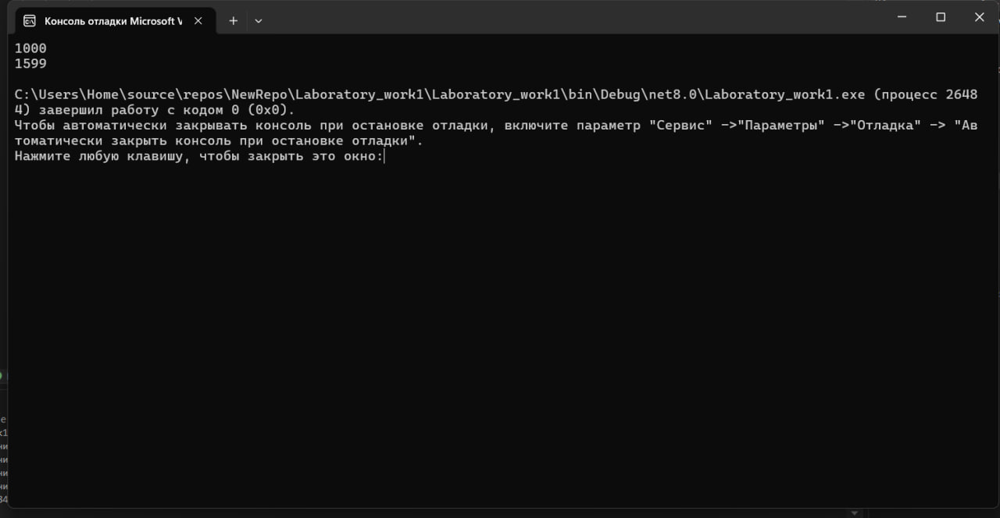 Консоль отладки Microsoft V
1000
1599
C:\Users\Home\source\repos\NewRepo\Laboratory_work1\Laboratory_work1\bin\Debug\net8.0\Laboratory_work1.exe (процесс 2648
4) завершил работу с кодом 0 (0x0).
Чтобы автоматически закрывать консоль при остановке отладки, включите параметр "Сервис" ->"Параметры" ->"Отладка" -> "Ав
томатически закрыть консоль при остановке отладки".
Нажмите любую клавишу, чтобы закрыть это окно: